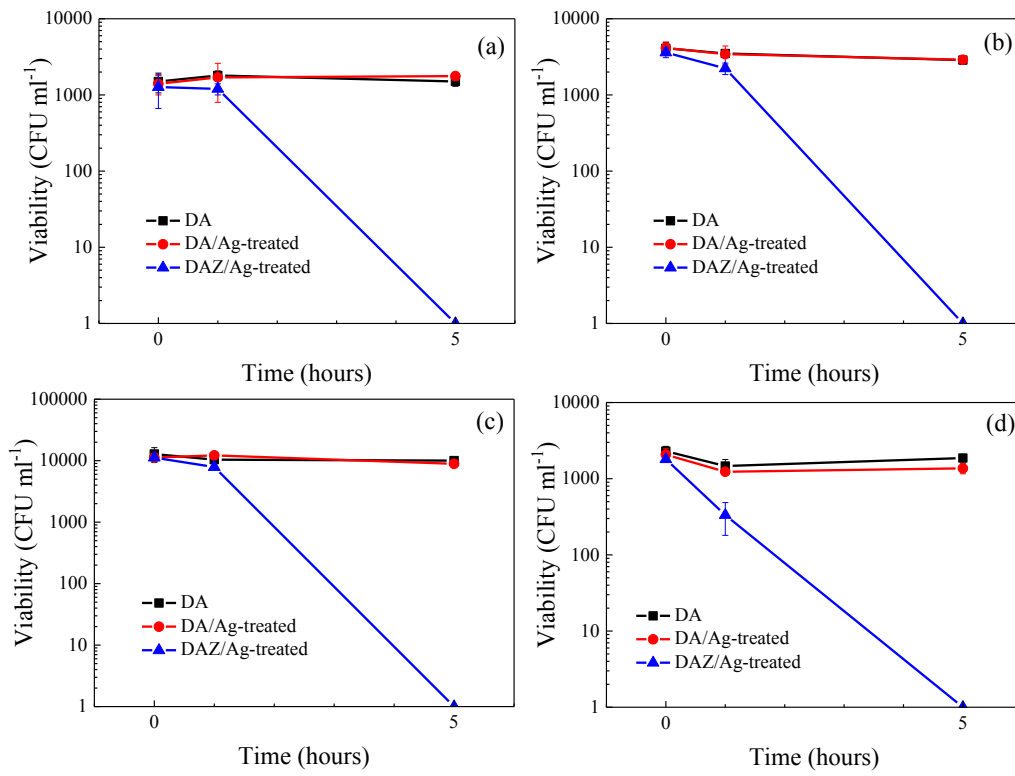 (a)
Viability (CFU ml⁻¹)
10000
1000
100
10
1
DA
DA/Ag-treated
DAZ/Ag-treated
0 5
Time (hours)
(b)
Viability (CFU ml⁻¹)
10000
1000
100
10
1
DA
DA/Ag-treated
DAZ/Ag-treated
0 5
Time (hours)
(c)
Viability (CFU ml⁻¹)
100000
10000
1000
100
10
1
DA
DA/Ag-treated
DAZ/Ag-treated
0 5
Time (hours)
(d)
Viability (CFU ml⁻¹)
10000
1000
100
10
1
DA
DA/Ag-treated
DAZ/Ag-treated
0 5
Time (hours)